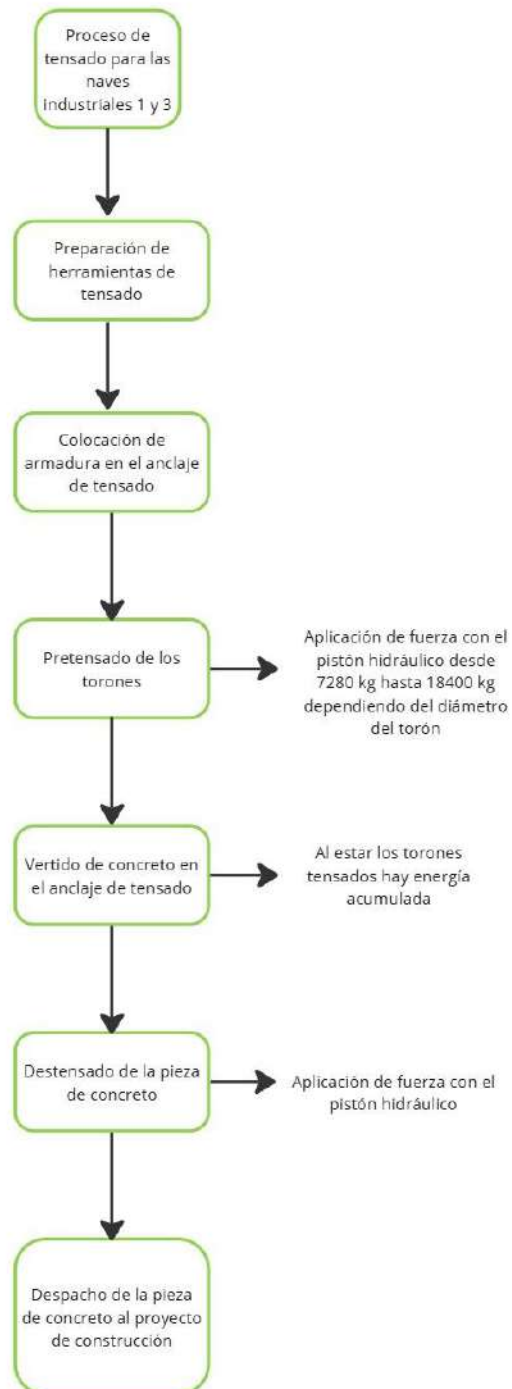 Proceso de
tensado para las
naves
industriales 1 y 3
Preparación de
herramientas de
tensado
Colocación de
armadura en el anclaje
de tensado
Pretensado de los
torones
Aplicación de fuerza con el
pistón hidráulico desde
7280 kg hasta 18400 kg
dependiendo del diámetro
del torón
Vertido de concreto en
el anclaje de tensado
Al estar los torones
tensados hay energía
acumulada
Destensado de la pieza
de concreto
Aplicación de fuerza con el
pistón hidráulico
Despacho de la pieza
de concreto al proyecto
de construcción